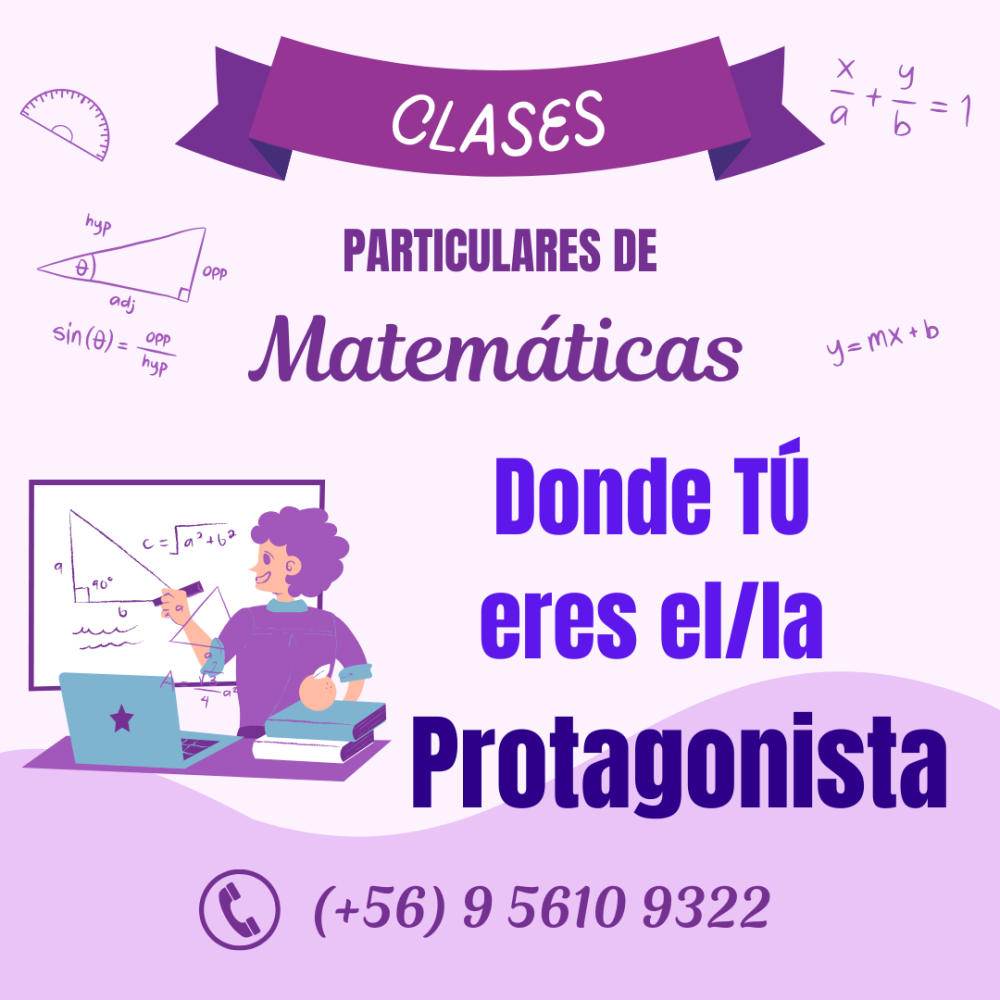 CLASES
x/a + y/b = 1
PARTICULARES DE
hyp
θ
opp
adj
sin(θ) = opp/hyp
Matemáticas
y=mx+b
Donde TÚ
eres el/la
Protagonista
c=√a²+b²
a
90°
b
a
a
(+56) 9 5610 9322